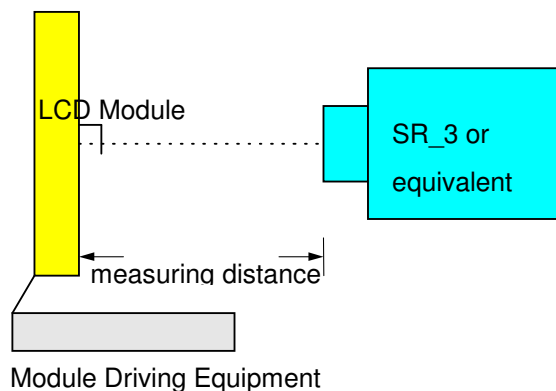 LCD Module
SR_3 or
equivalent
measuring distance
Module Driving Equipment